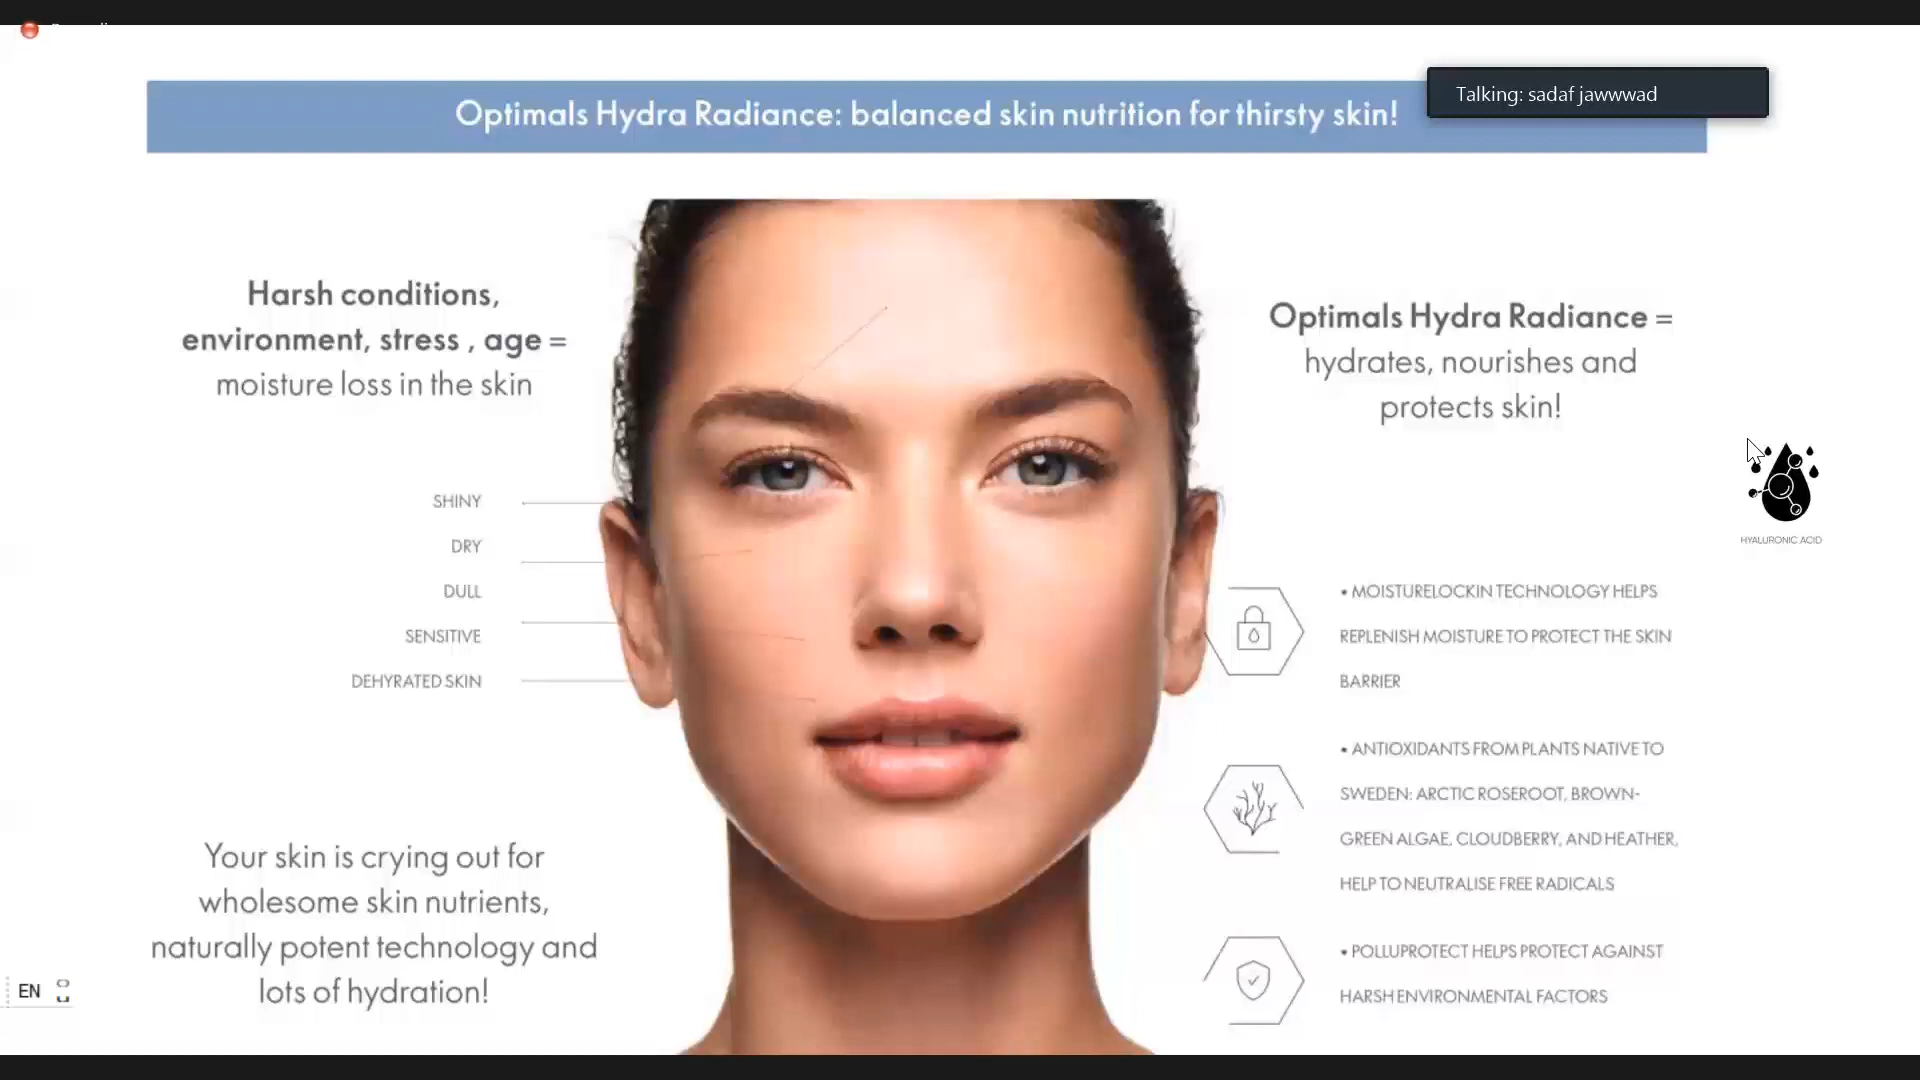 Talking: sadaf jawwwad
Optimals Hydra Radiance: balanced skin nutrition for thirsty skin!
Harsh conditions,
environment, stress , age =
moisture loss in the skin
SHINY
DRY
DULL
SENSITIVE
DEHYRATED SKIN
Your skin is crying out for
wholesome skin nutrients,
naturally potent technology and
lots of hydration!
Optimals Hydra Radiance =
hydrates, nourishes and
protects skin!
HYALURONIC ACID
• MOISTURELOCKIN TECHNOLOGY HELPS
REPLENISH MOISTURE TO PROTECT THE SKIN
BARRIER
• ANTIOXIDANTS FROM PLANTS NATIVE TO
SWEDEN: ARCTIC ROSEROOT, BROWN-
GREEN ALGAE, CLOUDBERRY, AND HEATHER,
HELP TO NEUTRALISE FREE RADICALS
• POLLUPROTECT HELPS PROTECT AGAINST
HARSH ENVIRONMENTAL FACTORS
EN